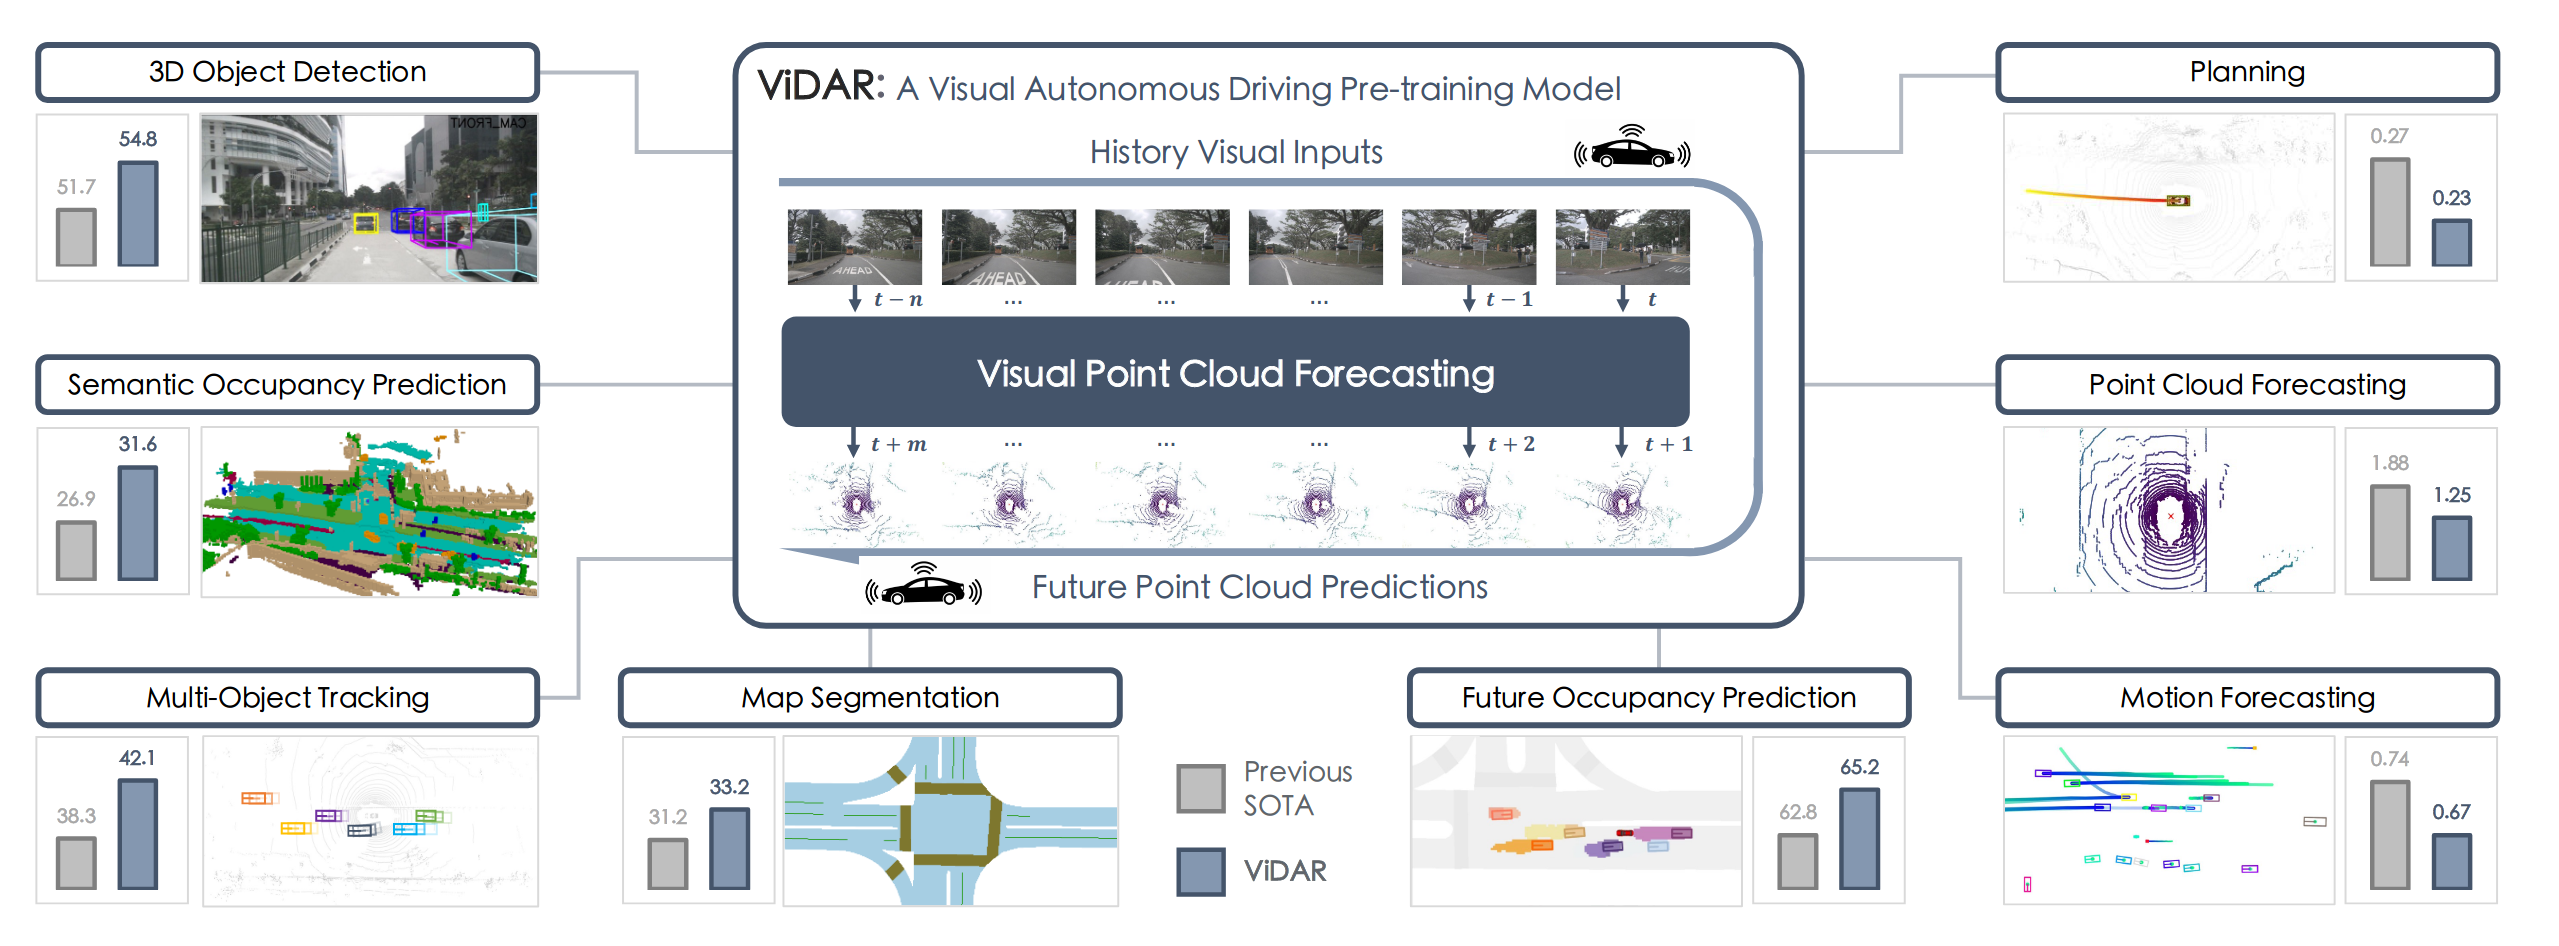 3D Object Detection
51.7
54.8
CAM_FRONT
Semantic Occupancy Prediction
26.9
31.6
Multi-Object Tracking
38.3
42.1
ViDAR: A Visual Autonomous Driving Pre-training Model
History Visual Inputs
AHEAD
AHEAD
AHEAD
t − n ... ... ... t − 1 t
Visual Point Cloud Forecasting
t + m ... ... ... t + 2 t + 1
Future Point Cloud Predictions
Map Segmentation
31.2
33.2
Previous
SOTA
ViDAR
Future Occupancy Prediction
62.8
65.2
Planning
0.27
0.23
Point Cloud Forecasting
1.88
1.25
Motion Forecasting
0.74
0.67